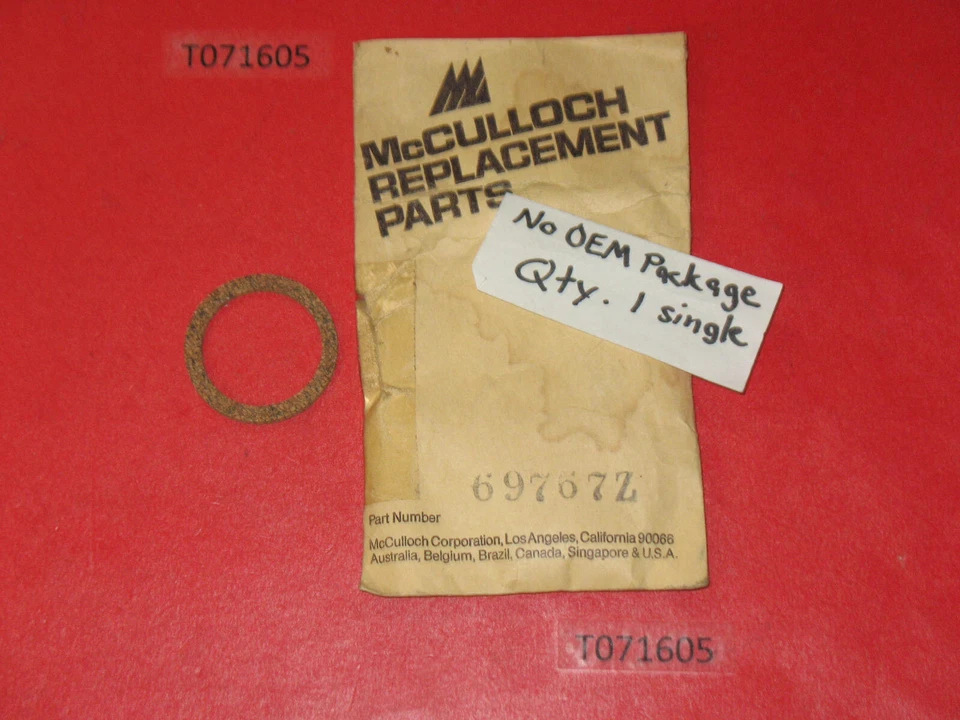 T071605
McCULLOCH
REPLACEMENT
PARTS
No OEM Package
Qty. 1 single
69767Z
Part Number
McCulloch Corporation, Los Angeles, California 90066
Australia, Belgium, Brazil, Canada, Singapore & U.S.A.
T071605